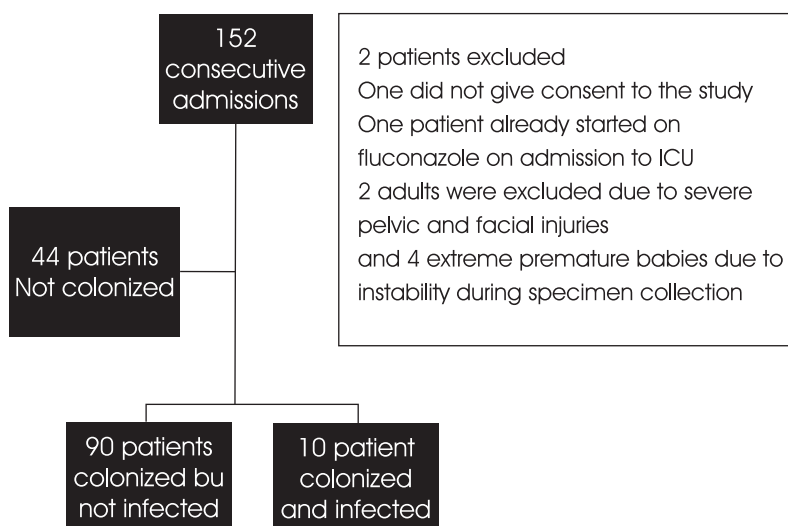 152
consecutive
admissions
2 patients excluded
One did not give consent to the study
One patient already started on
fluconazole on admission to ICU
2 adults were excluded due to severe
pelvic and facial injuries
and 4 extreme premature babies due to
instability during specimen collection
44 patients
Not colonized
90 patients
colonized bu
not infected
10 patient
colonized
and infected